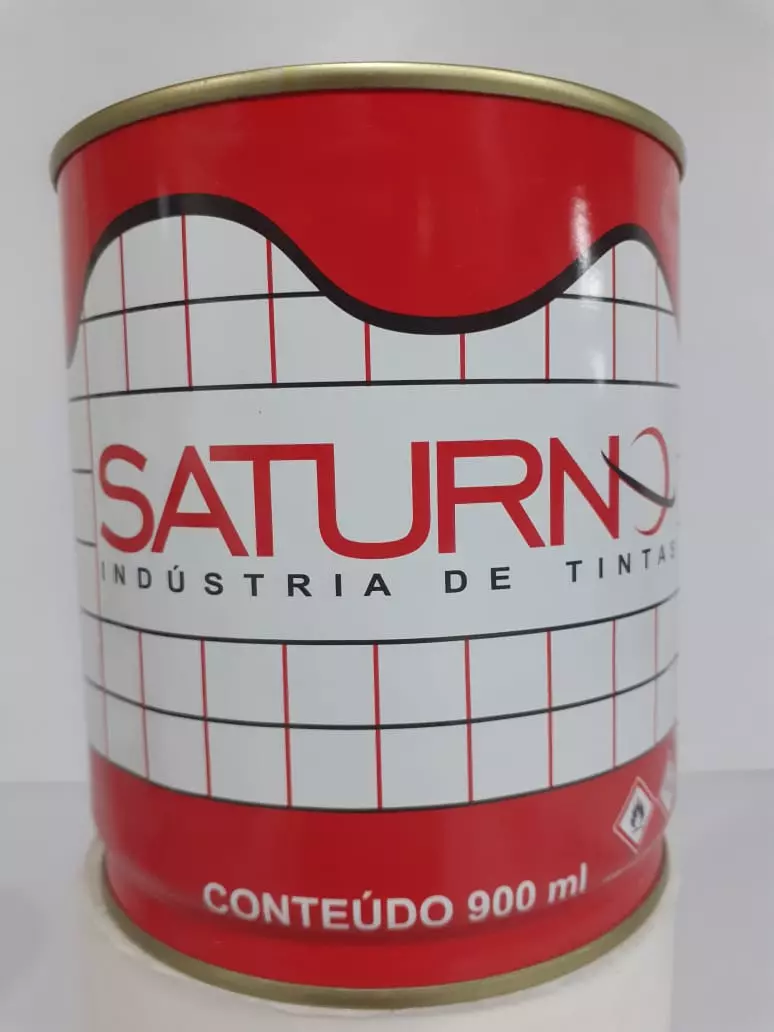 SATURNO
INDÚSTRIA DE TINTAS
CONTEÚDO 900 ml